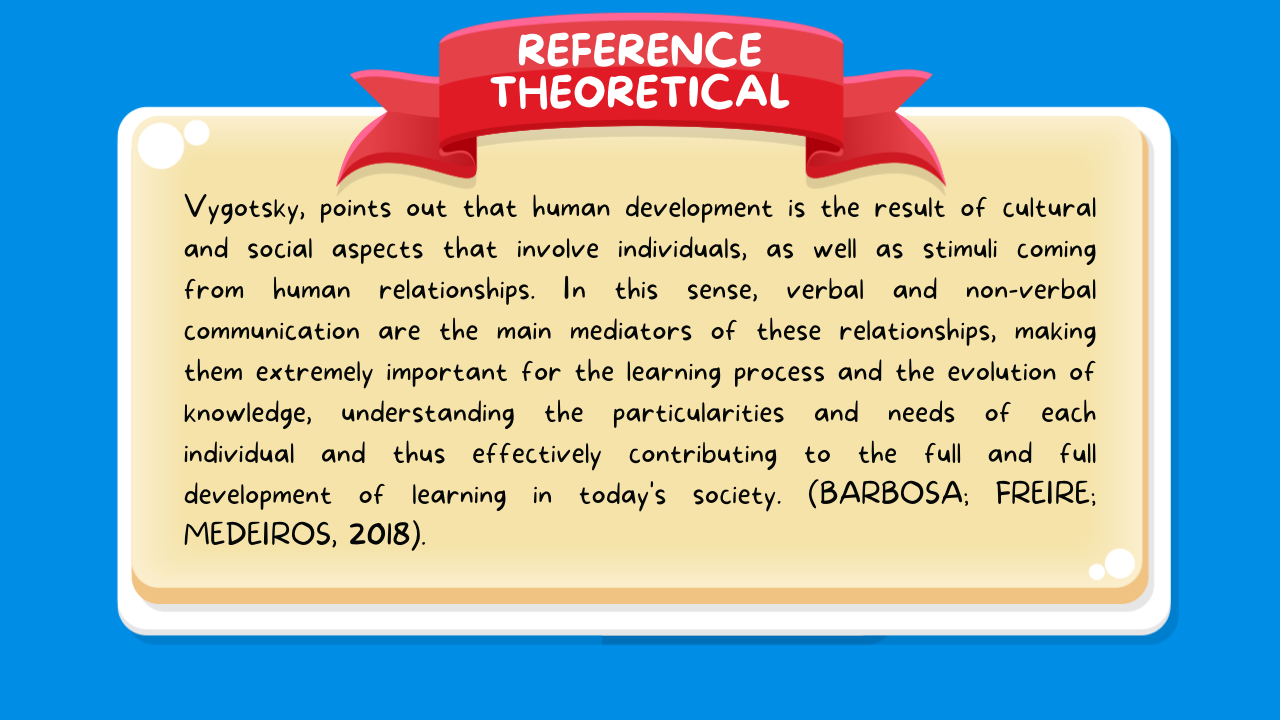 REFERENCE
THEORETICAL
Vygotsky, points out that human development is the result of cultural
and social aspects that involve individuals, as well as stimuli coming
from human relationships. In this sense, verbal and non-verbal
communication are the main mediators of these relationships, making
them extremely important for the learning process and the evolution of
knowledge, understanding the particularities and needs of each
individual and thus effectively contributing to the full and full
development of learning in today's society. (BARBOSA; FREIRE;
MEDEIROS, 2018).